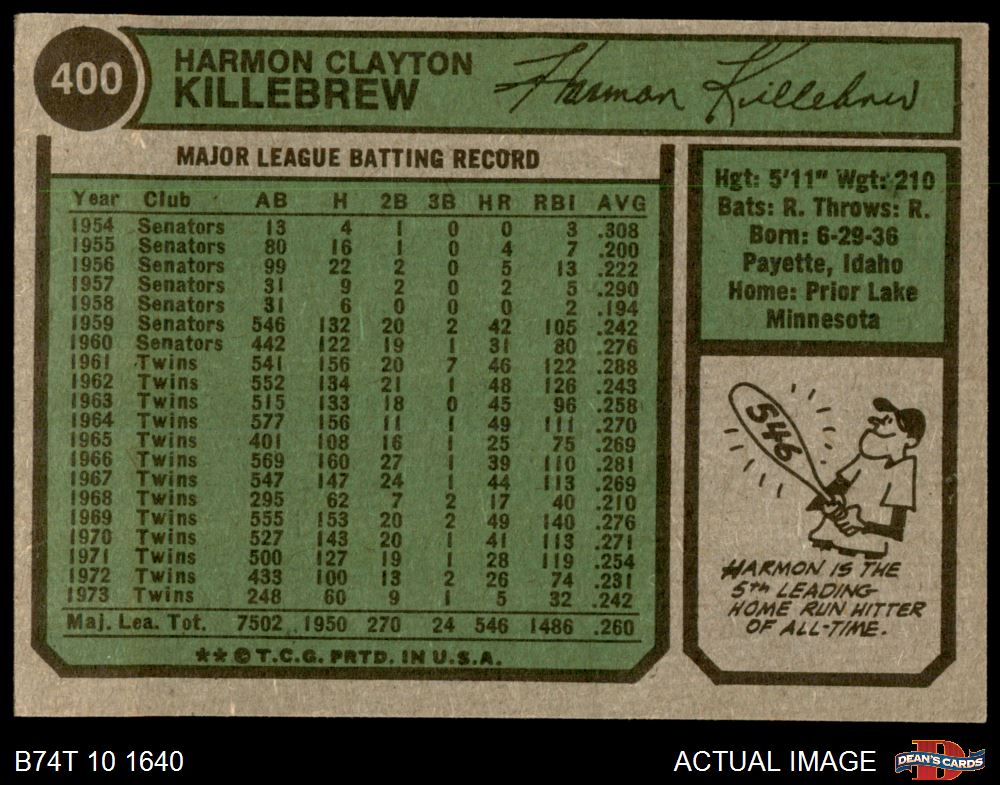 400
HARMON CLAYTON
KILLEBREW
Harmon Killebrew
MAJOR LEAGUE BATTING RECORD
Year Club AB H 2B 3B HR RBI AVG
1954 Senators 13 4 1 0 0 3 .308
1955 Senators 80 16 1 0 4 7 .200
1956 Senators 99 22 2 0 5 13 .222
1957 Senators 31 9 2 0 2 5 .290
1958 Senators 31 6 0 0 0 2 .194
1959 Senators 546 132 20 2 42 105 .242
1960 Senators 442 122 19 1 31 80 .276
1961 Twins 541 156 20 7 46 122 .288
1962 Twins 552 134 21 1 48 126 .243
1963 Twins 515 133 18 0 45 96 .258
1964 Twins 577 156 11 1 49 111 .270
1965 Twins 401 108 16 1 25 75 .269
1966 Twins 569 160 27 1 39 110 .281
1967 Twins 547 147 24 1 44 113 .269
1968 Twins 295 62 7 2 17 40 .210
1969 Twins 555 153 20 2 49 140 .276
1970 Twins 527 143 20 1 41 113 .271
1971 Twins 500 127 19 1 28 119 .254
1972 Twins 433 100 13 2 26 74 .231
1973 Twins 248 60 9 1 5 32 .242
Maj. Lea. Tot. 7502 1950 270 24 546 1486 .260
★★ © T.C.G. PRTD. IN U.S.A.
Hgt: 5'11" Wgt: 210
Bats: R. Throws: R.
Born: 6-29-36
Payette, Idaho
Home: Prior Lake
Minnesota
546
HARMON IS THE
5TH LEADING
HOME RUN HITTER
OF ALL-TIME.
B74T 10 1640
ACTUAL IMAGE
D
DEAN'S CARDS